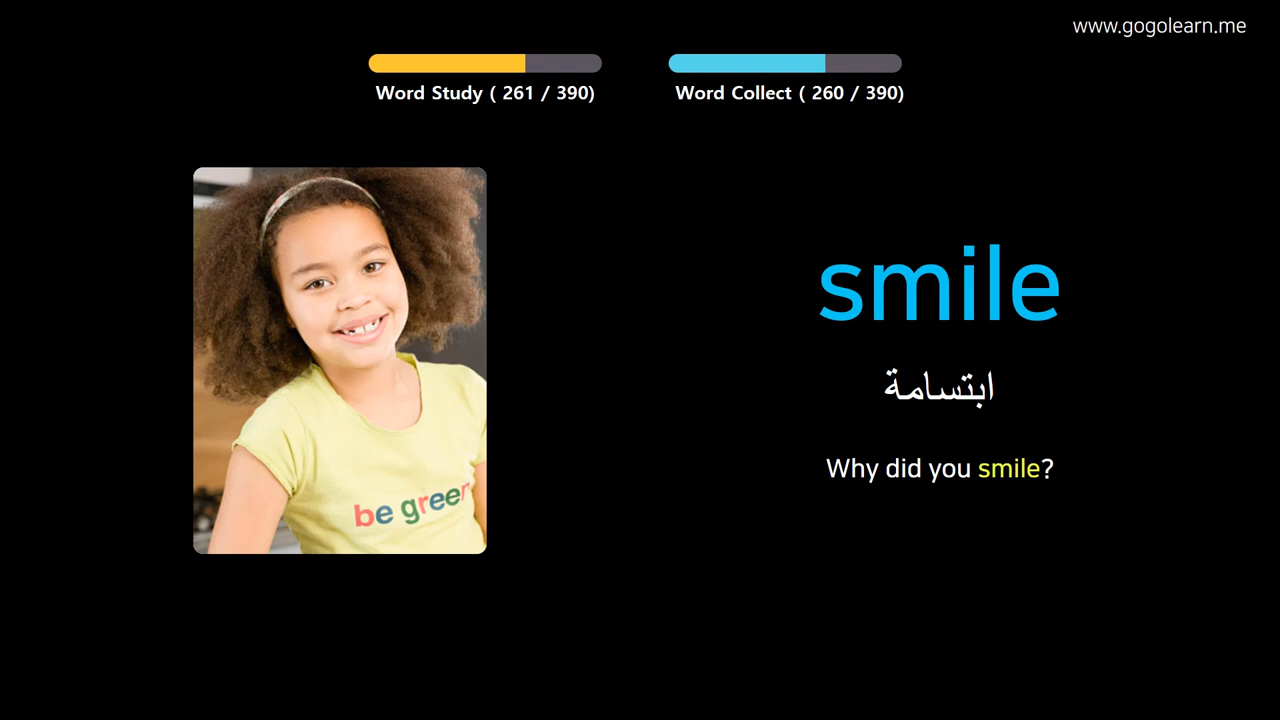 www.gogolearn.me
Word Study ( 261 / 390)
Word Collect ( 260 / 390)
smile
ابتسامة
Why did you smile?
be green